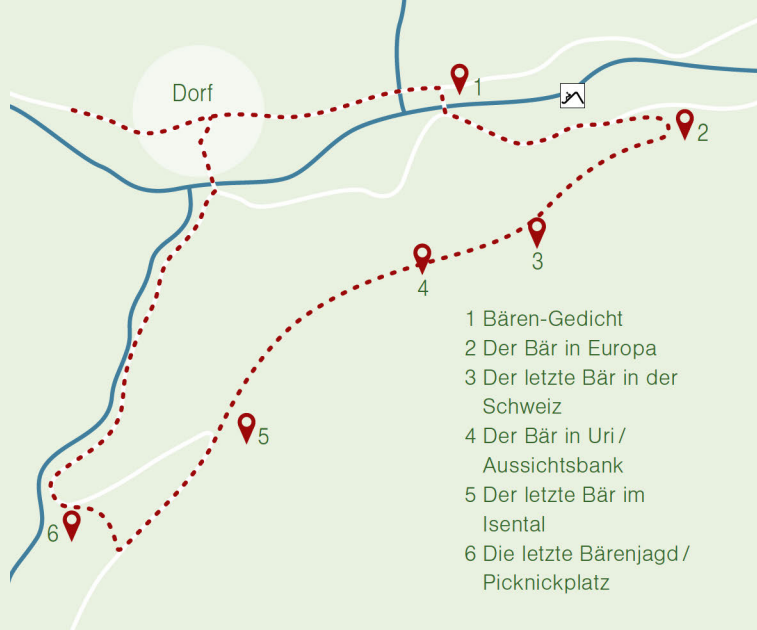 Dorf
1
2
3
4
5
6
1 Bären-Gedicht
2 Der Bär in Europa
3 Der letzte Bär in der
Schweiz
4 Der Bär in Uri /
Aussichtsbank
5 Der letzte Bär im
Isental
6 Die letzte Bärenjagd /
Picknickplatz